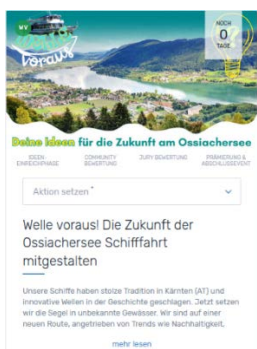 WV
Welle
voraus
NOCH
0
TAGE
Deine Ideen für die Zukunft am Ossiachersee
IDEEN
EINREICHPHASE
COMMUNITY
BEWERTUNG
JURY BEWERTUNG
PRÄMIERUNG &
ABSCHLUSSEVENT
Aktion setzen *
Welle voraus! Die Zukunft der
Ossiachersee Schifffahrt
mitgestalten
Unsere Schiffe haben stolze Tradition in Kärnten (AT) und
innovative Wellen in der Geschichte geschlagen. Jetzt setzen
wir die Segel in unbekannte Gewässer. Wir sind auf einer
neuen Route, angetrieben von Trends wie Nachhaltigkeit,
mehr lesen